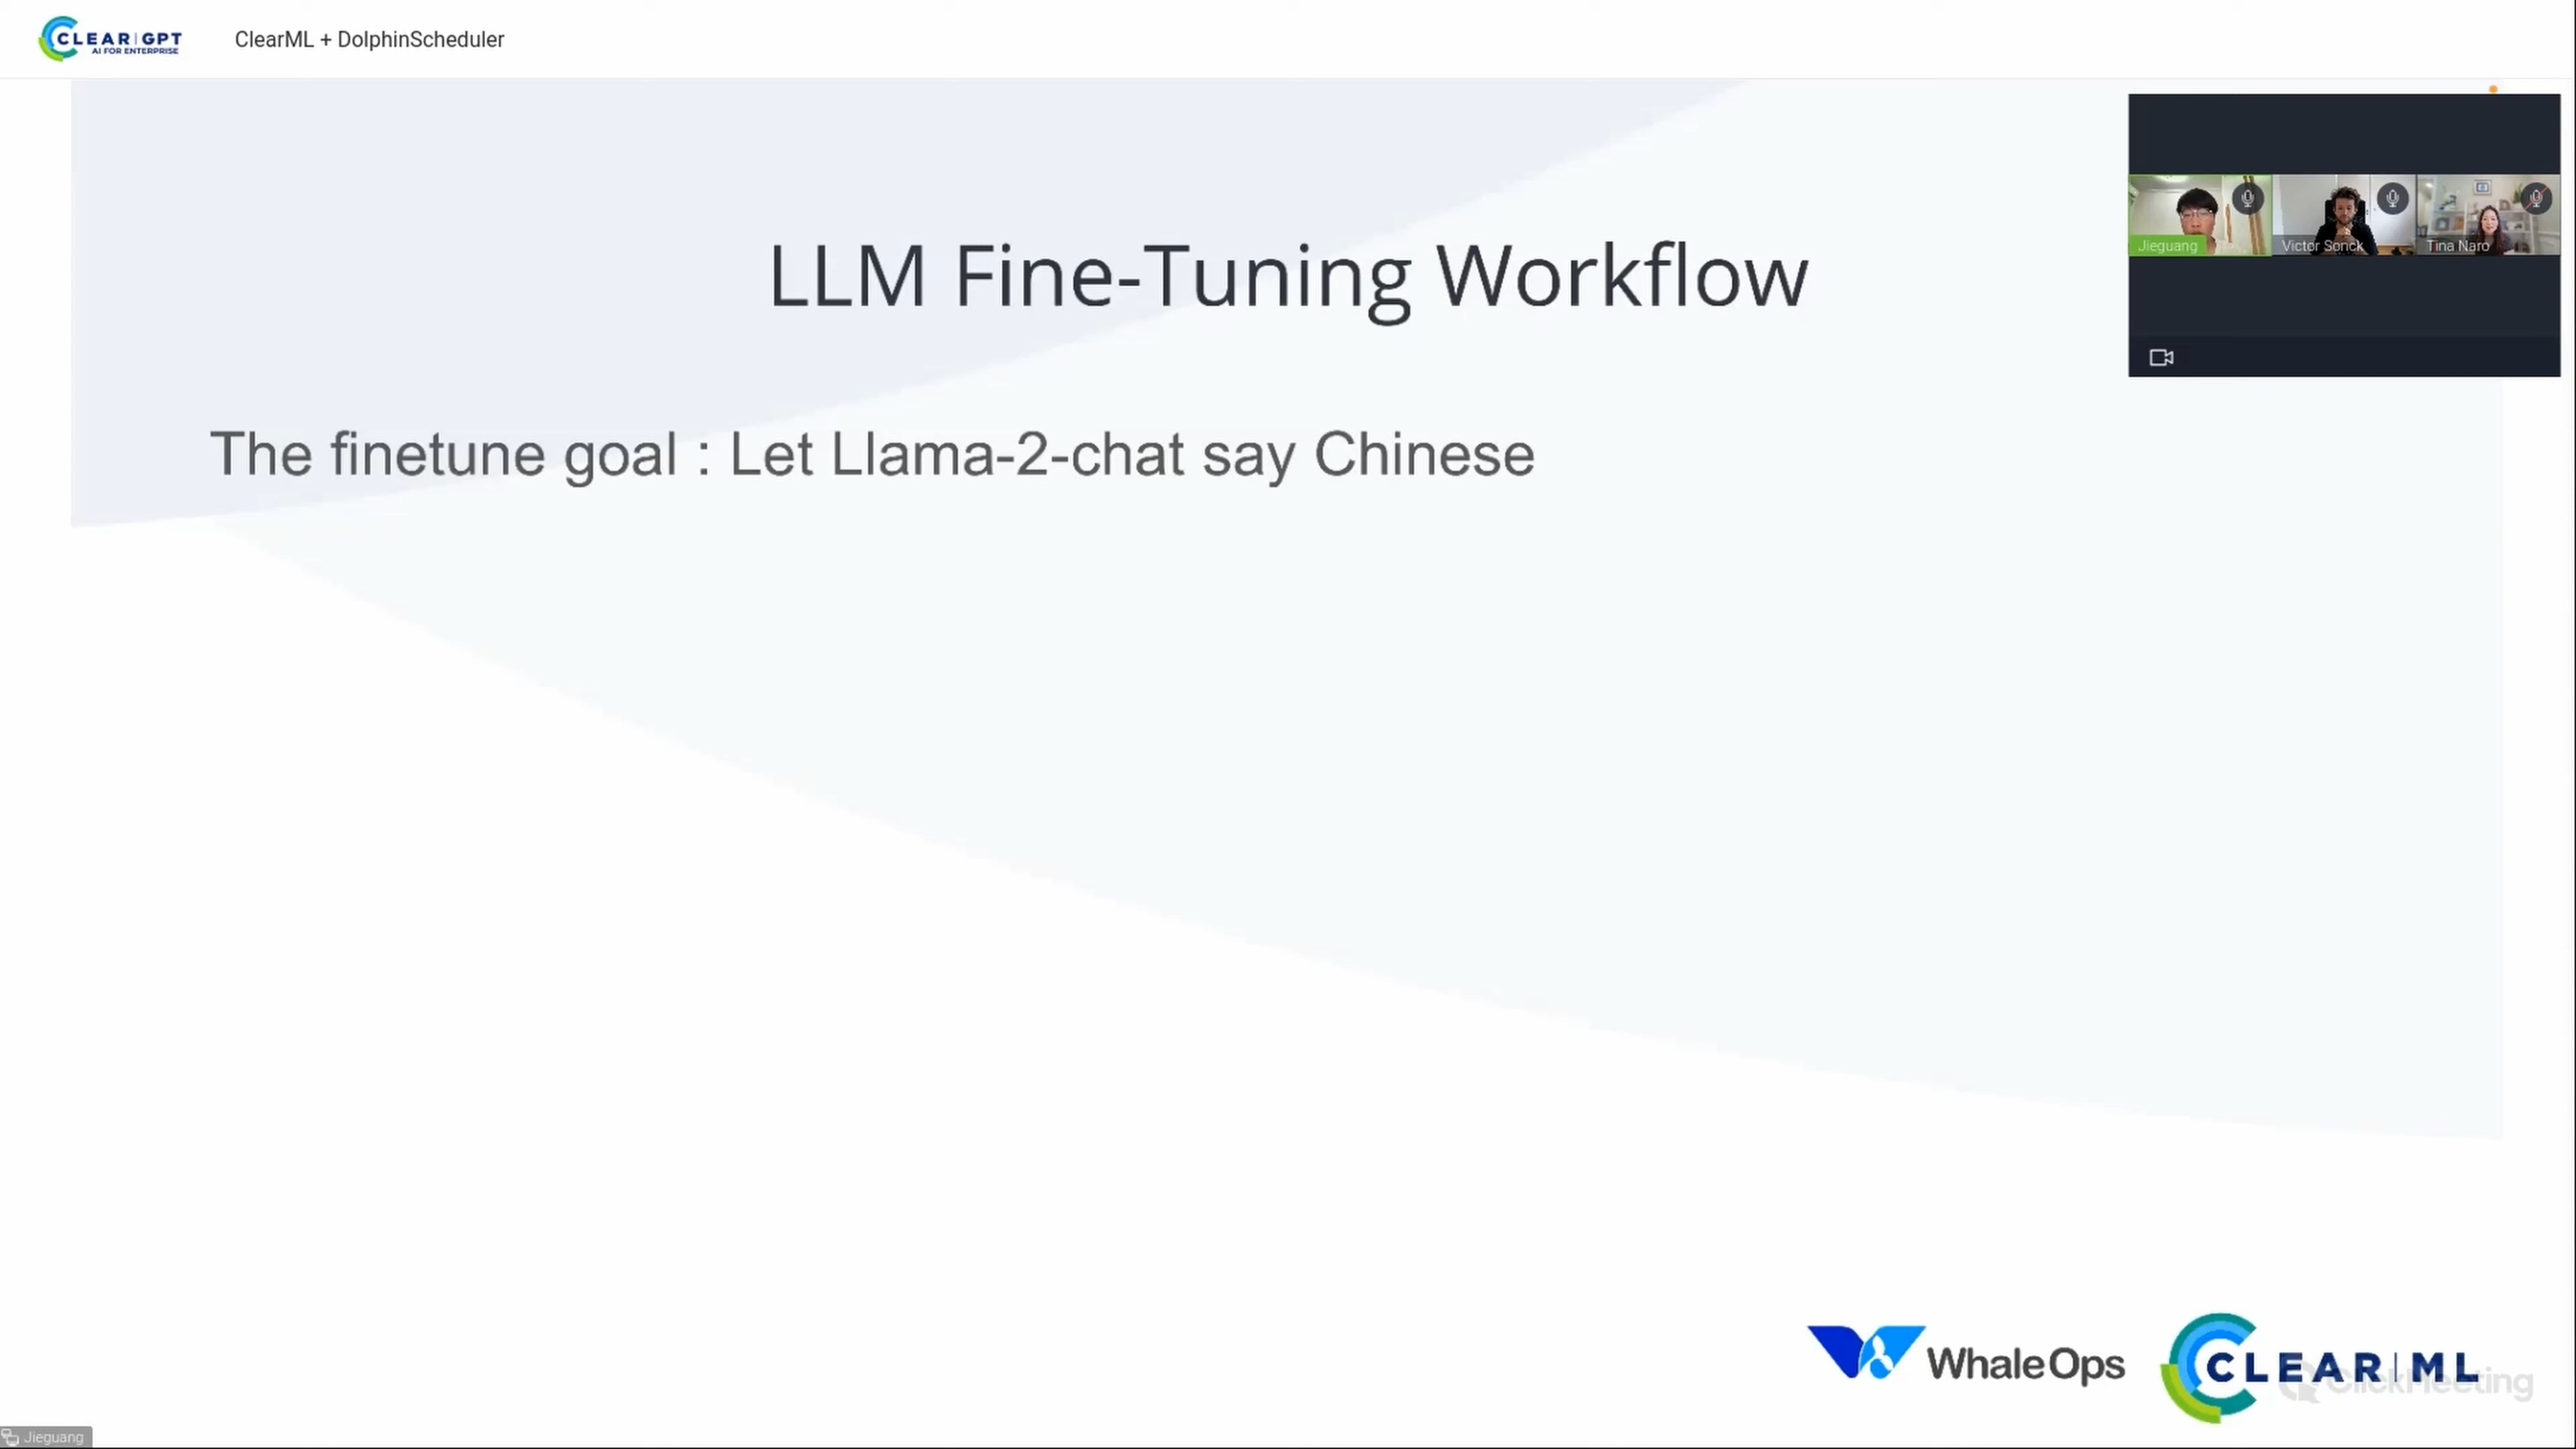 CLEAR|GPT
AI FOR ENTERPRISE
ClearML + DolphinScheduler
Jieguang
Victor Sonck
Tina Naro
LLM Fine-Tuning Workflow
The finetune goal : Let Llama-2-chat say Chinese
WhaleOps
CLEAR|ML
ClickMeeting
Jieguang